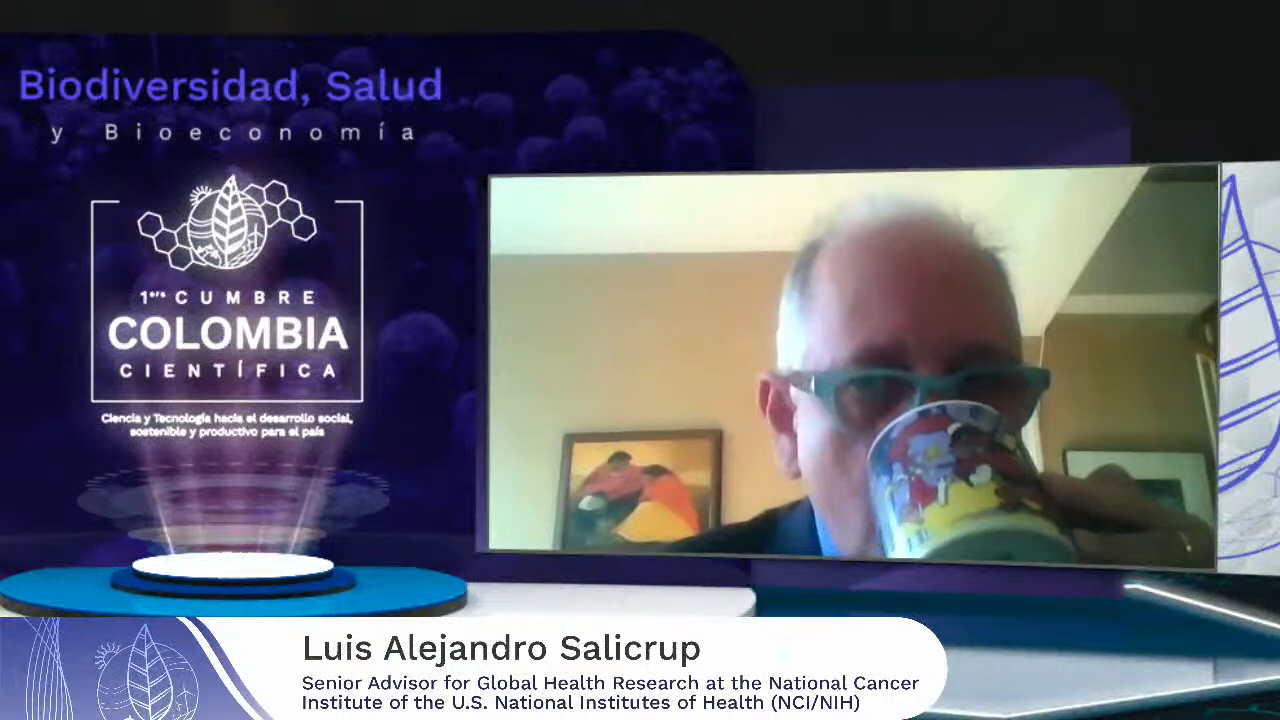 Biodiversidad, Salud
y Bioeconomía
1era CUMBRE
COLOMBIA
CIENTÍFICA
Ciencia y Tecnología hacia el desarrollo social,
sostenible y productivo para el país
Luis Alejandro Salicrup
Senior Advisor for Global Health Research at the National Cancer
Institute of the U.S. National Institutes of Health (NCI/NIH)